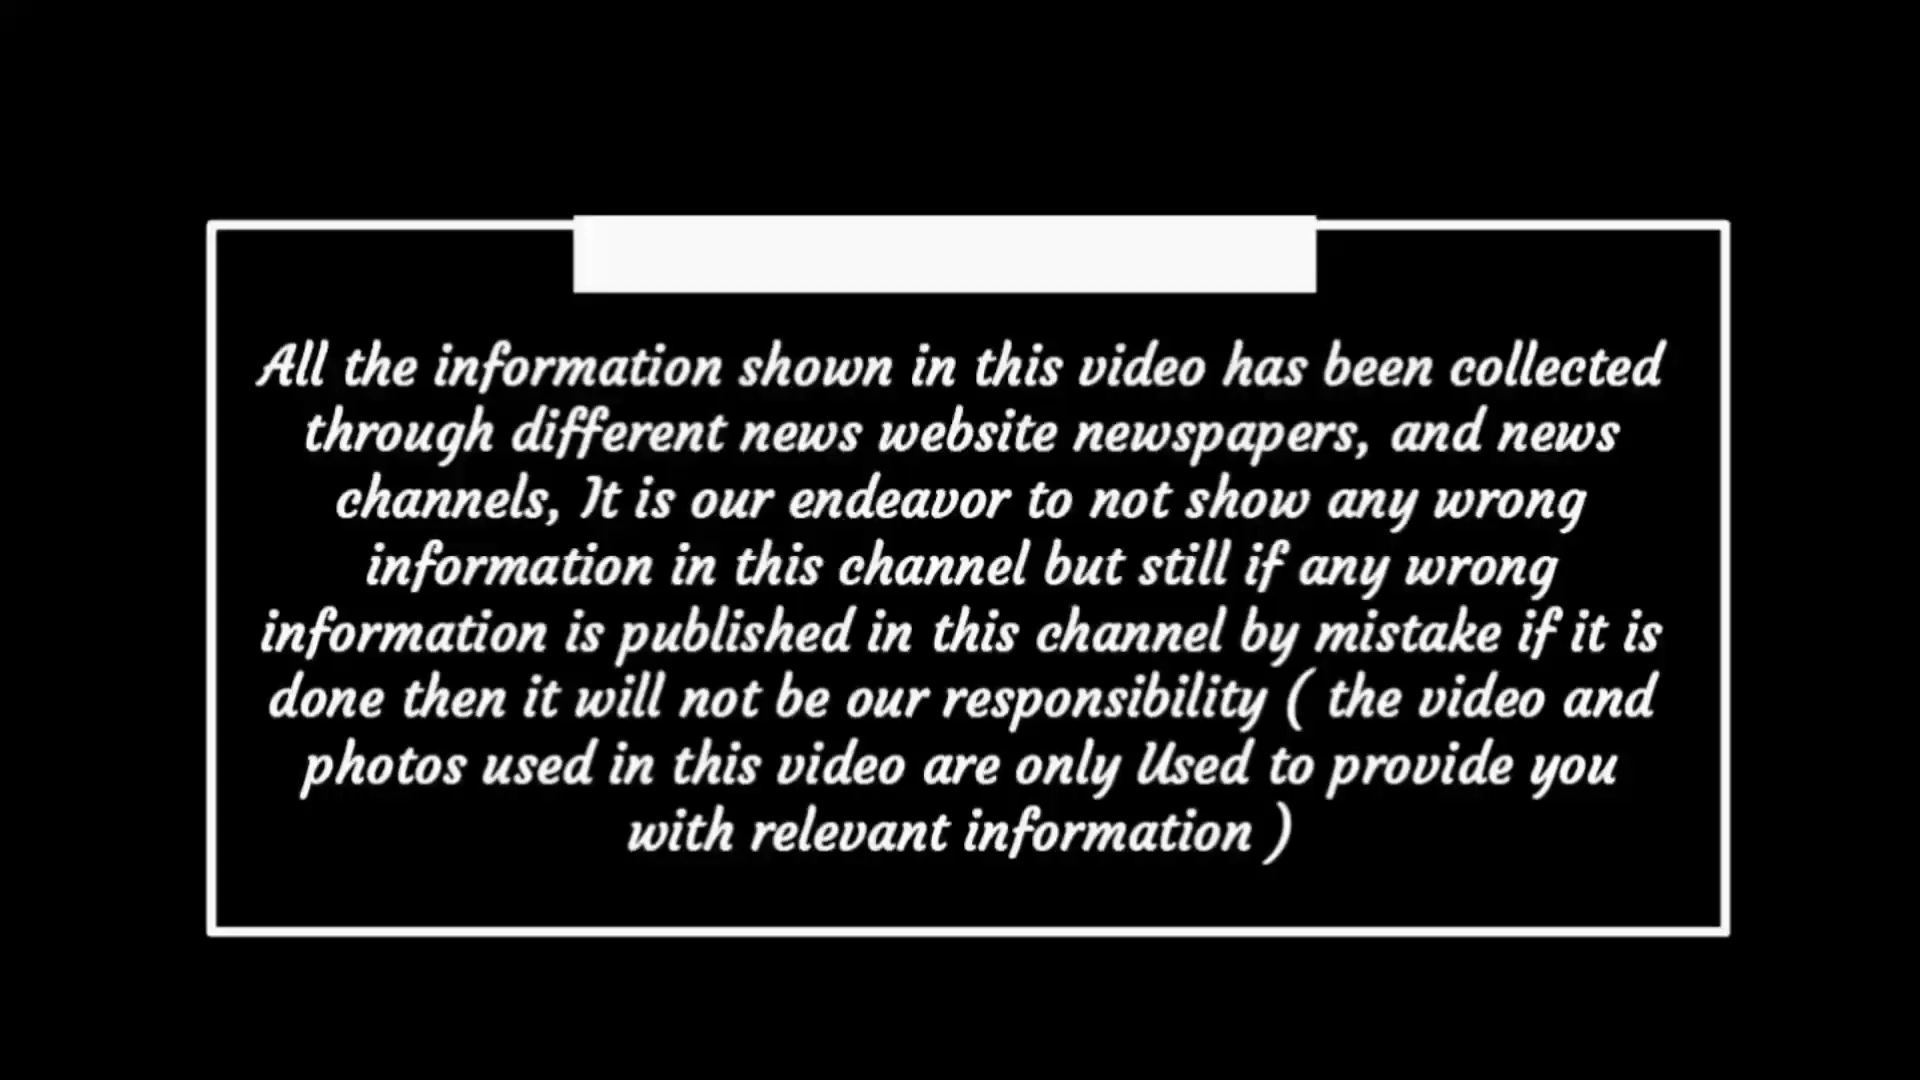 All the information shown in this video has been collected
through different news website newspapers, and news
channels, It is our endeavor to not show any wrong
information in this channel but still if any wrong
information is published in this channel by mistake if it is
done then it will not be our responsibility ( the video and
photos used in this video are only Used to provide you
with relevant information )